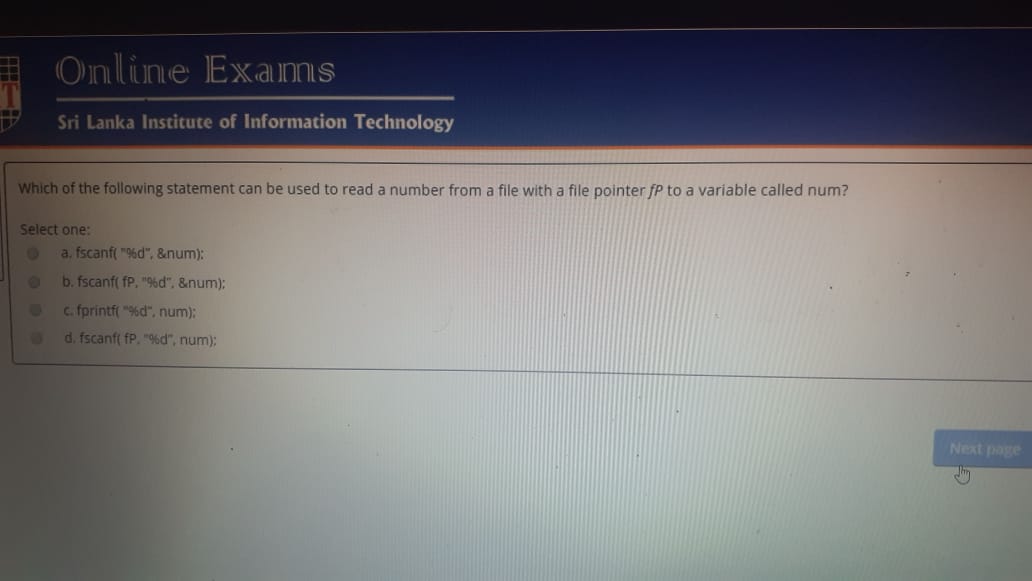 T
Online Exams
Sri Lanka Institute of Information Technology
Which of the following statement can be used to read a number from a file with a file pointer fP to a variable called num?
Select one:
a. fscanf( "%d", &num);
b. fscanf( fP, "%d", &num);
c. fprintf( "%d", num);
d. fscanf( fP, "%d", num);
Next page